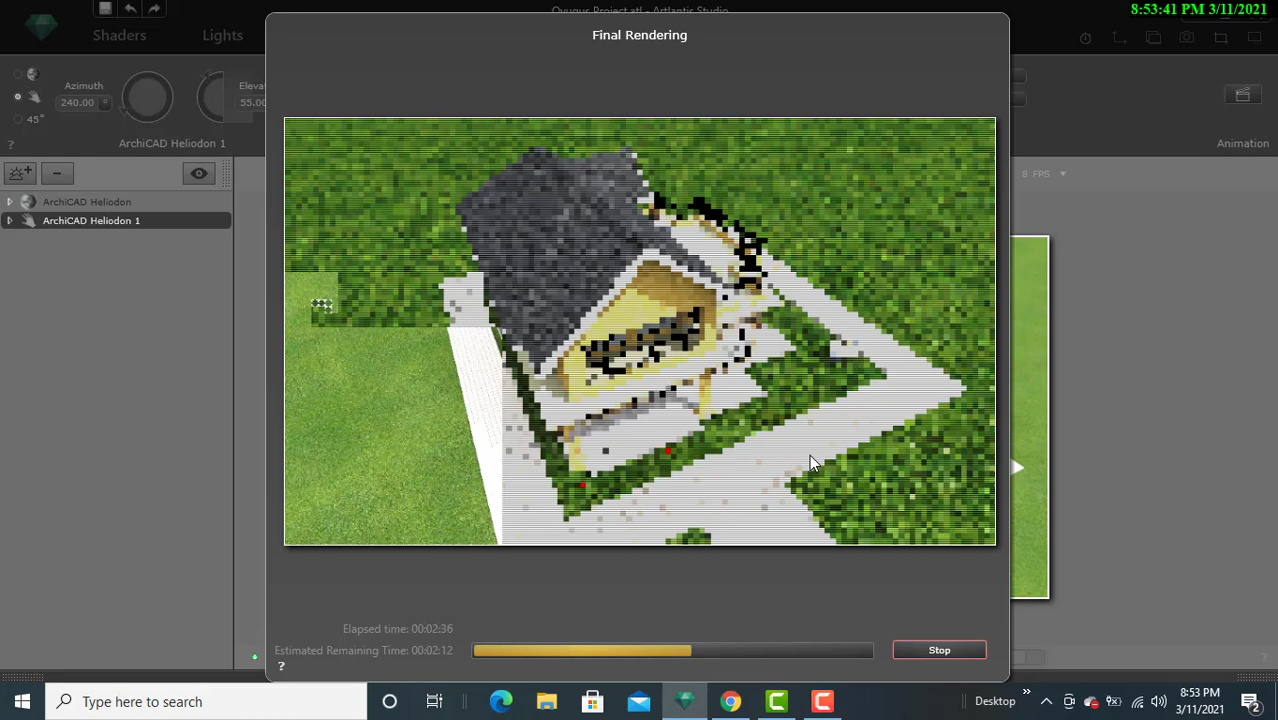 Ovugus Project.atl - Artlantis Studio
8:53:41 PM 3/11/2021
Shaders
Lights
Final Rendering
Azimuth
240.00
Eleva
55.00
45°
?
ArchiCAD Heliodon 1
Animation
8 FPS
ArchiCAD Heliodon
ArchiCAD Heliodon 1
Elapsed time: 00:02:36
Estimated Remaining Time: 00:02:12
Stop
?
?
Type here to search
Desktop
8:53 PM
3/11/2021
2